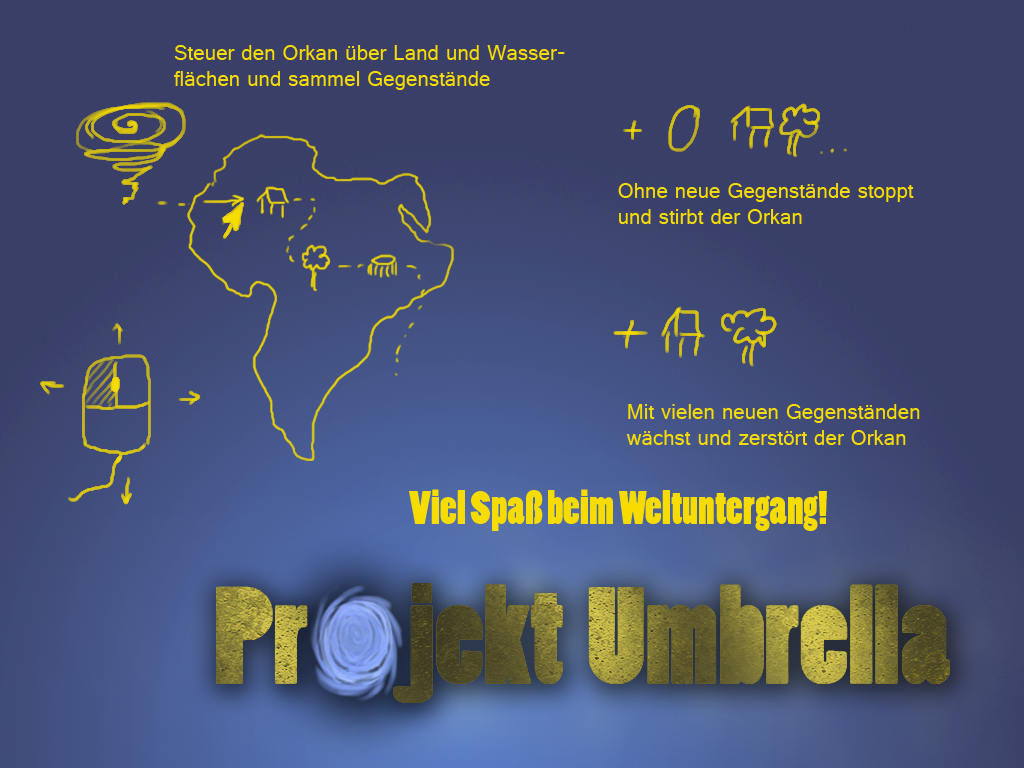 Steuer den Orkan über Land und Wasser-
flächen und sammel Gegenstände
+ 0 ...
Ohne neue Gegenstände stoppt
und stirbt der Orkan
+
Mit vielen neuen Gegenständen
wächst und zerstört der Orkan
Viel Spaß beim Weltuntergang!
Projekt Umbrella